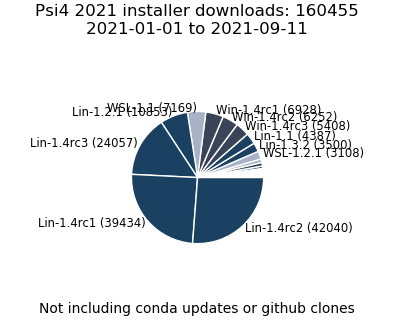 Psi4 2021 installer downloads: 160455
2021-01-01 to 2021-09-11
WSL-1.1 (7169)
Win-1.4rc1 (6928)
Lin-1.2.1 (10853)
Win-1.4rc2 (6252)
Win-1.4rc3 (5408)
Lin-1.1 (4387)
Lin-1.4rc3 (24057)
Lin-1.3.2 (3500)
WSL-1.2.1 (3108)
Lin-1.4rc1 (39434)
Lin-1.4rc2 (42040)
Not including conda updates or github clones